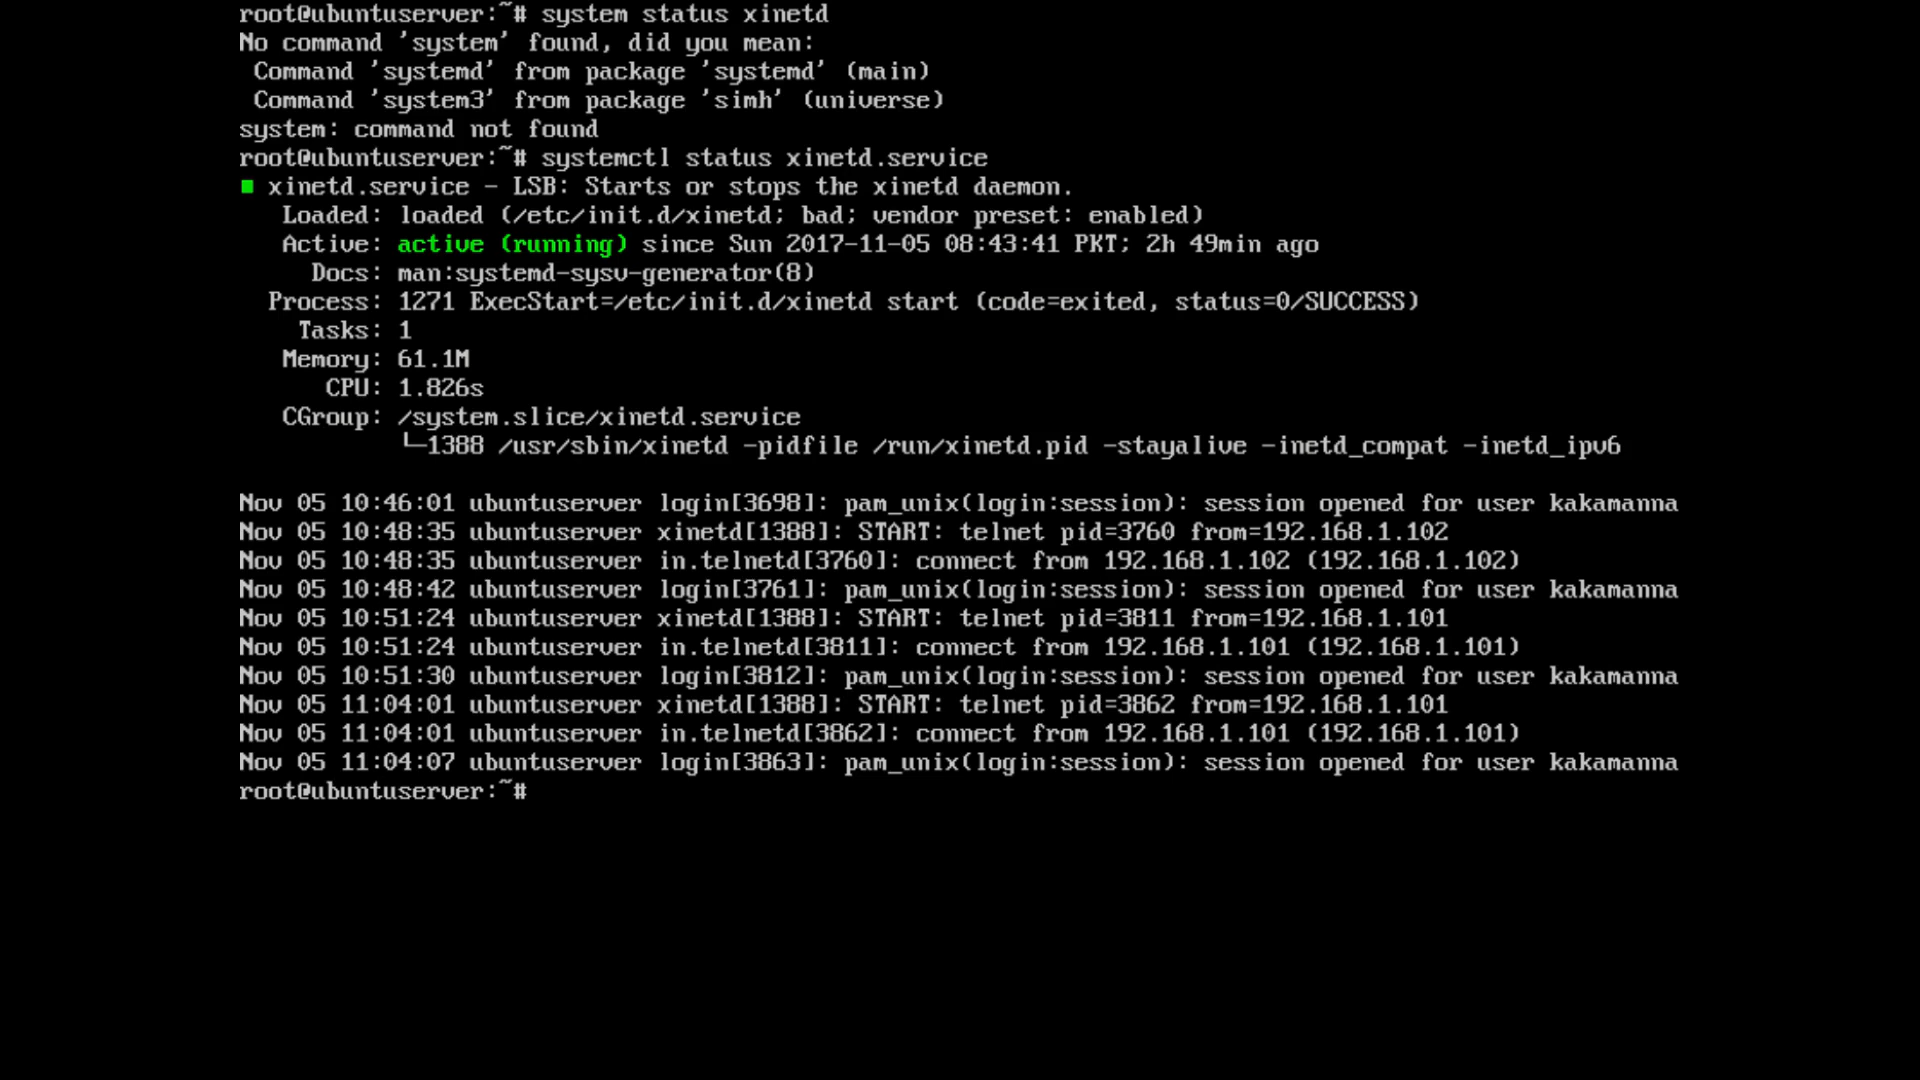 root@ubuntuserver:~# system status xinetd
No command 'system' found, did you mean:
 Command 'systemd' from package 'systemd' (main)
 Command 'system3' from package 'simh' (universe)
system: command not found
root@ubuntuserver:~# systemctl status xinetd.service
■ xinetd.service - LSB: Starts or stops the xinetd daemon.
   Loaded: loaded (/etc/init.d/xinetd; bad; vendor preset: enabled)
   Active: active (running) since Sun 2017-11-05 08:43:41 PKT; 2h 49min ago
     Docs: man:systemd-sysv-generator(8)
  Process: 1271 ExecStart=/etc/init.d/xinetd start (code=exited, status=0/SUCCESS)
    Tasks: 1
   Memory: 61.1M
      CPU: 1.826s
   CGroup: /system.slice/xinetd.service
           └─1388 /usr/sbin/xinetd -pidfile /run/xinetd.pid -stayalive -inetd_compat -inetd_ipv6

Nov 05 10:46:01 ubuntuserver login[3698]: pam_unix(login:session): session opened for user kakamanna
Nov 05 10:48:35 ubuntuserver xinetd[1388]: START: telnet pid=3760 from=192.168.1.102
Nov 05 10:48:35 ubuntuserver in.telnetd[3760]: connect from 192.168.1.102 (192.168.1.102)
Nov 05 10:48:42 ubuntuserver login[3761]: pam_unix(login:session): session opened for user kakamanna
Nov 05 10:51:24 ubuntuserver xinetd[1388]: START: telnet pid=3811 from=192.168.1.101
Nov 05 10:51:24 ubuntuserver in.telnetd[3811]: connect from 192.168.1.101 (192.168.1.101)
Nov 05 10:51:30 ubuntuserver login[3812]: pam_unix(login:session): session opened for user kakamanna
Nov 05 11:04:01 ubuntuserver xinetd[1388]: START: telnet pid=3862 from=192.168.1.101
Nov 05 11:04:01 ubuntuserver in.telnetd[3862]: connect from 192.168.1.101 (192.168.1.101)
Nov 05 11:04:07 ubuntuserver login[3863]: pam_unix(login:session): session opened for user kakamanna
root@ubuntuserver:~#